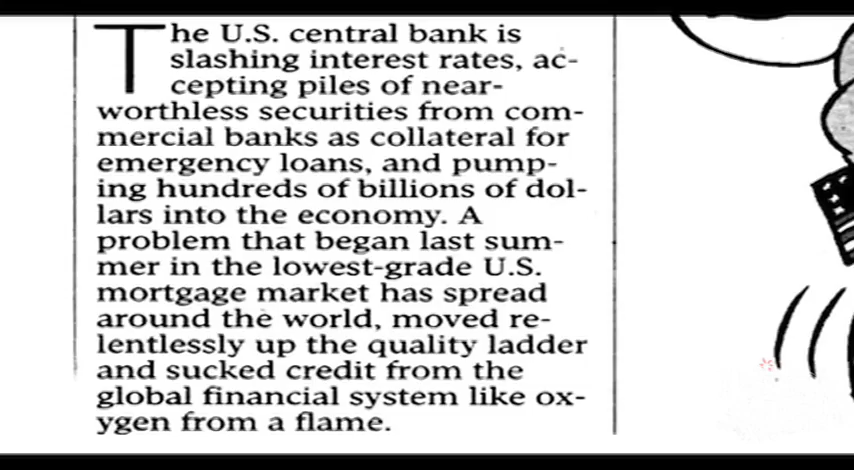 The U.S. central bank is
slashing interest rates, ac-
cepting piles of near-
worthless securities from com-
mercial banks as collateral for
emergency loans, and pump-
ing hundreds of billions of dol-
lars into the economy. A
problem that began last sum-
mer in the lowest-grade U.S.
mortgage market has spread
around the world, moved re-
lentlessly up the quality ladder
and sucked credit from the
global financial system like ox-
ygen from a flame.